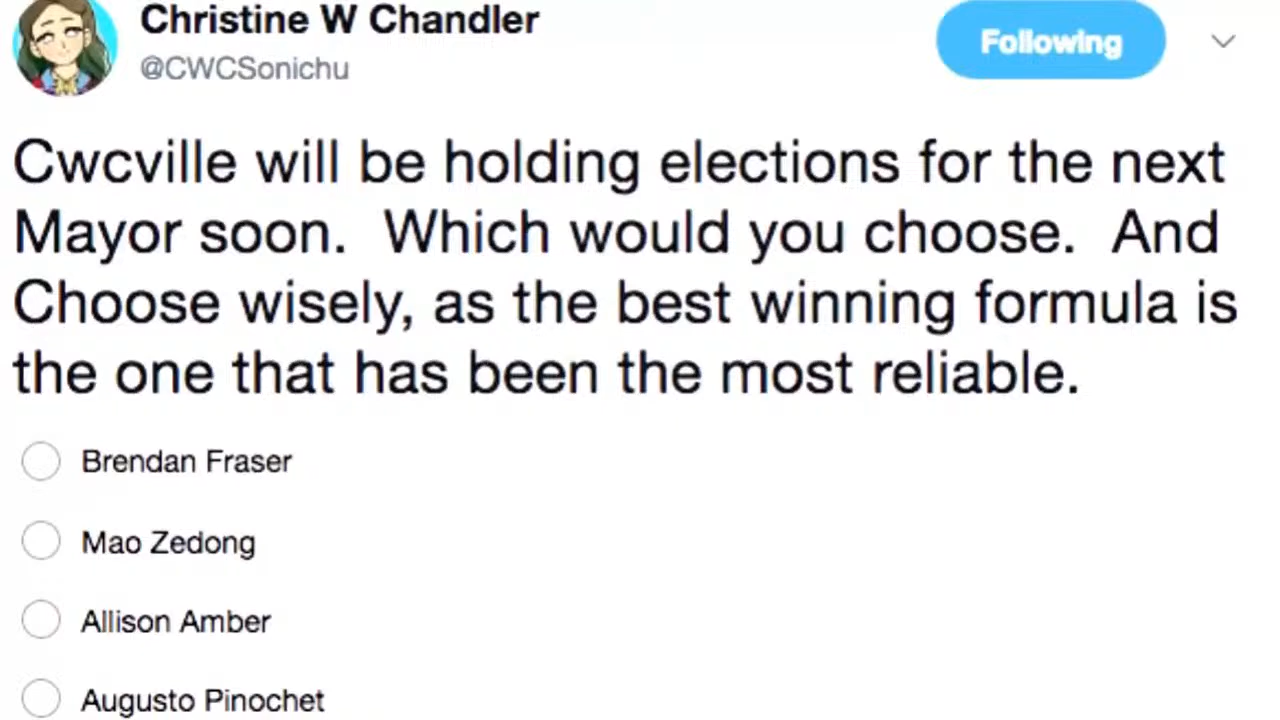 Christine W Chandler
Following
@CWCSonichu
Cwcville will be holding elections for the next
Mayor soon.  Which would you choose.  And
Choose wisely, as the best winning formula is
the one that has been the most reliable.
Brendan Fraser
Mao Zedong
Allison Amber
Augusto Pinochet